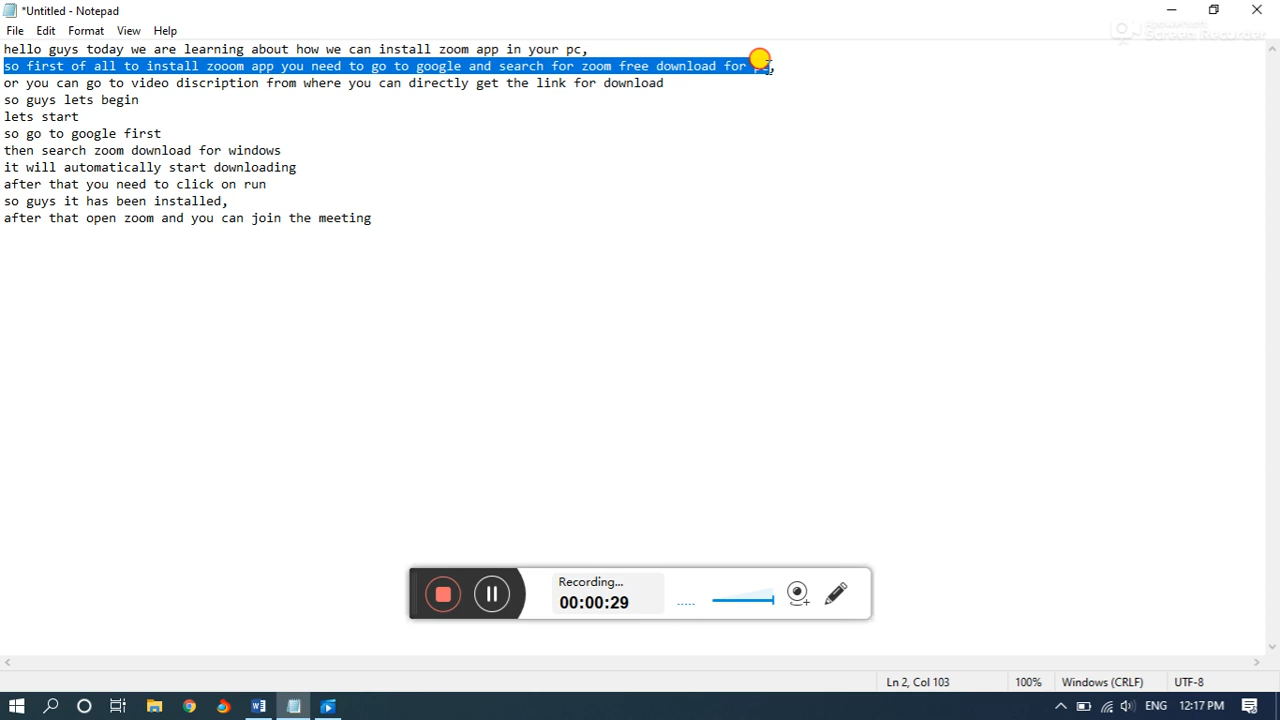 *Untitled - Notepad
File Edit Format View Help
Apowersoft
Screen Recorder
hello guys today we are learning about how we can install zoom app in your pc,
so first of all to install zooom app you need to go to google and search for zoom free download for
or you can go to video discription from where you can directly get the link for download
so guys lets begin
lets start
so go to google first
then search zoom download for windows
it will automatically start downloading
after that you need to click on run
so guys it has been installed,
after that open zoom and you can join the meeting
Recording...
00:00:29
Ln 2, Col 103 100% Windows (CRLF) UTF-8
ENG 12:17 PM